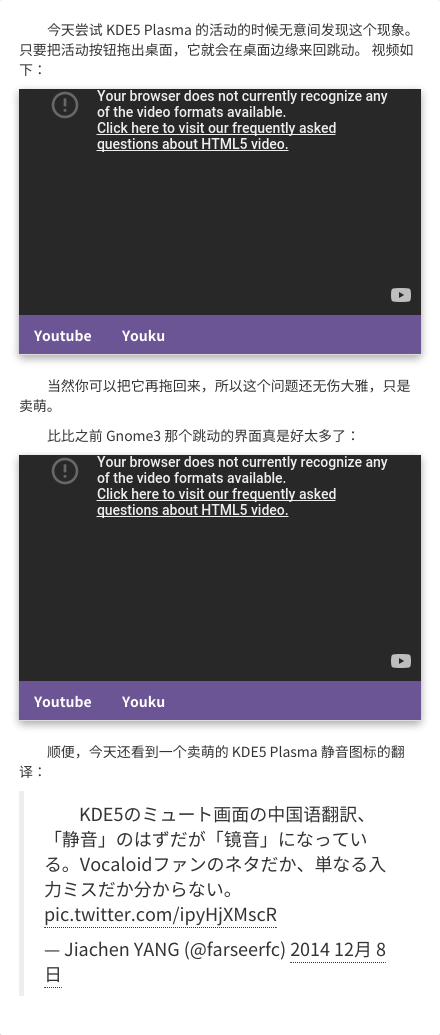 今天尝试 KDE5 Plasma 的活动的时候无意间发现这个现象。
只要把活动按钮拖出桌面，它就会在桌面边缘来回跳动。 视频如
下：
Your browser does not currently recognize any
of the video formats available.
Click here to visit our frequently asked
questions about HTML5 video.
Youtube Youku
当然你可以把它再拖回来，所以这个问题还无伤大雅，只是
卖萌。
比比之前 Gnome3 那个跳动的界面真是好太多了：
Your browser does not currently recognize any
of the video formats available.
Click here to visit our frequently asked
questions about HTML5 video.
Youtube Youku
顺便，今天还看到一个卖萌的 KDE5 Plasma 静音图标的翻
译：
KDE5のミュート画面の中国语翻訳、
「静音」のはずだが「镜音」になってい
る。Vocaloidファンのネタだか、単なる入
力ミスだか分からない。
pic.twitter.com/ipyHjXMscR
— Jiachen YANG (@farseerfc) 2014 12月 8
日